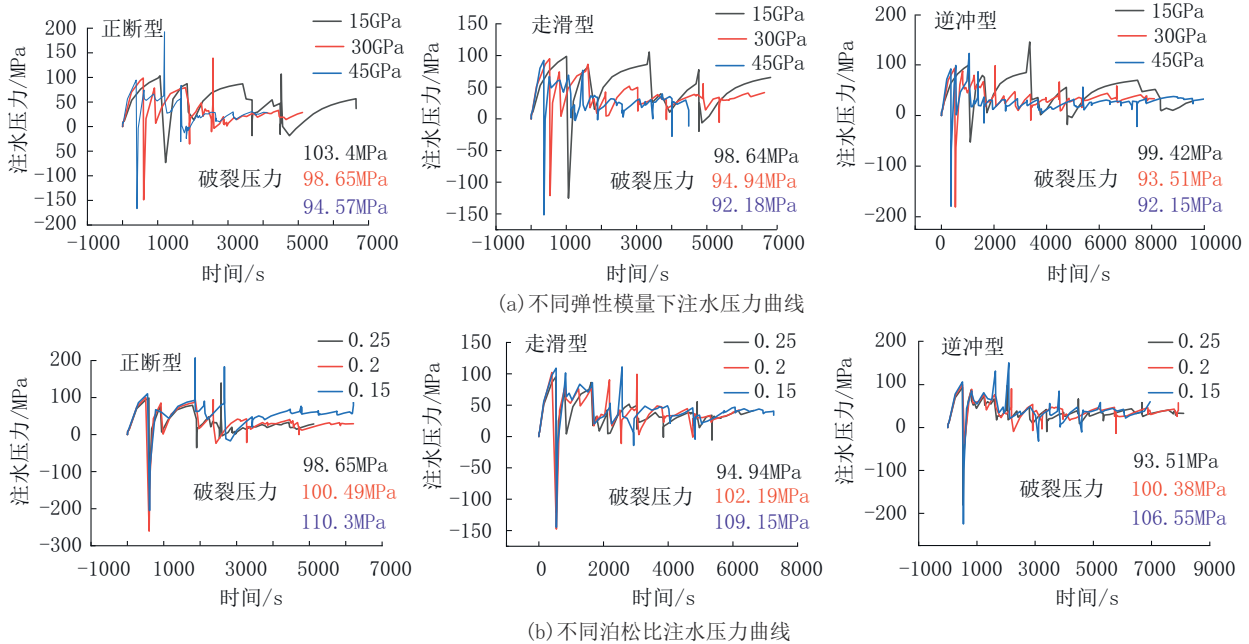 正断型
15GPa
30GPa
45GPa
200
150
100
50
0
50
−100
−150
−200
注水压力/MPa
破裂压力
103.4MPa
98.65MPa
94.57MPa
−1000 1000 3000 5000 7000
时间/s
走滑型
15GPa
30GPa
45GPa
150
100
50
0
−50
−100
−150
注水压力/MPa
破裂压力
98.64MPa
94.94MPa
92.18MPa
0 2000 4000 6000 8000
时间/s
逆冲型
15GPa
30GPa
45GPa
200
100
0
−100
−200
注水压力/MPa
破裂压力
99.42MPa
93.51MPa
92.15MPa
0 2000 4000 6000 8000 10000
时间/s
(a)不同弹性模量下注水压力曲线
正断型
0.25
0.2
0.15
200
100
0
−100
−200
−300
注水压力/MPa
破裂压力
98.65MPa
100.49MPa
110.3MPa
−1000 1000 3000 5000 7000
时间/s
走滑型
0.25
0.2
0.15
150
100
50
0
−50
−100
−150
注水压力/MPa
破裂压力
94.94MPa
102.19MPa
109.15MPa
0 2000 4000 6000 8000
时间/s
逆冲型
0.25
0.2
0.15
200
100
0
−100
−200
注水压力/MPa
破裂压力
93.51MPa
100.38MPa
106.55MPa
−1000 1000 3000 5000 7000 9000
时间/s
(b)不同泊松比注水压力曲线